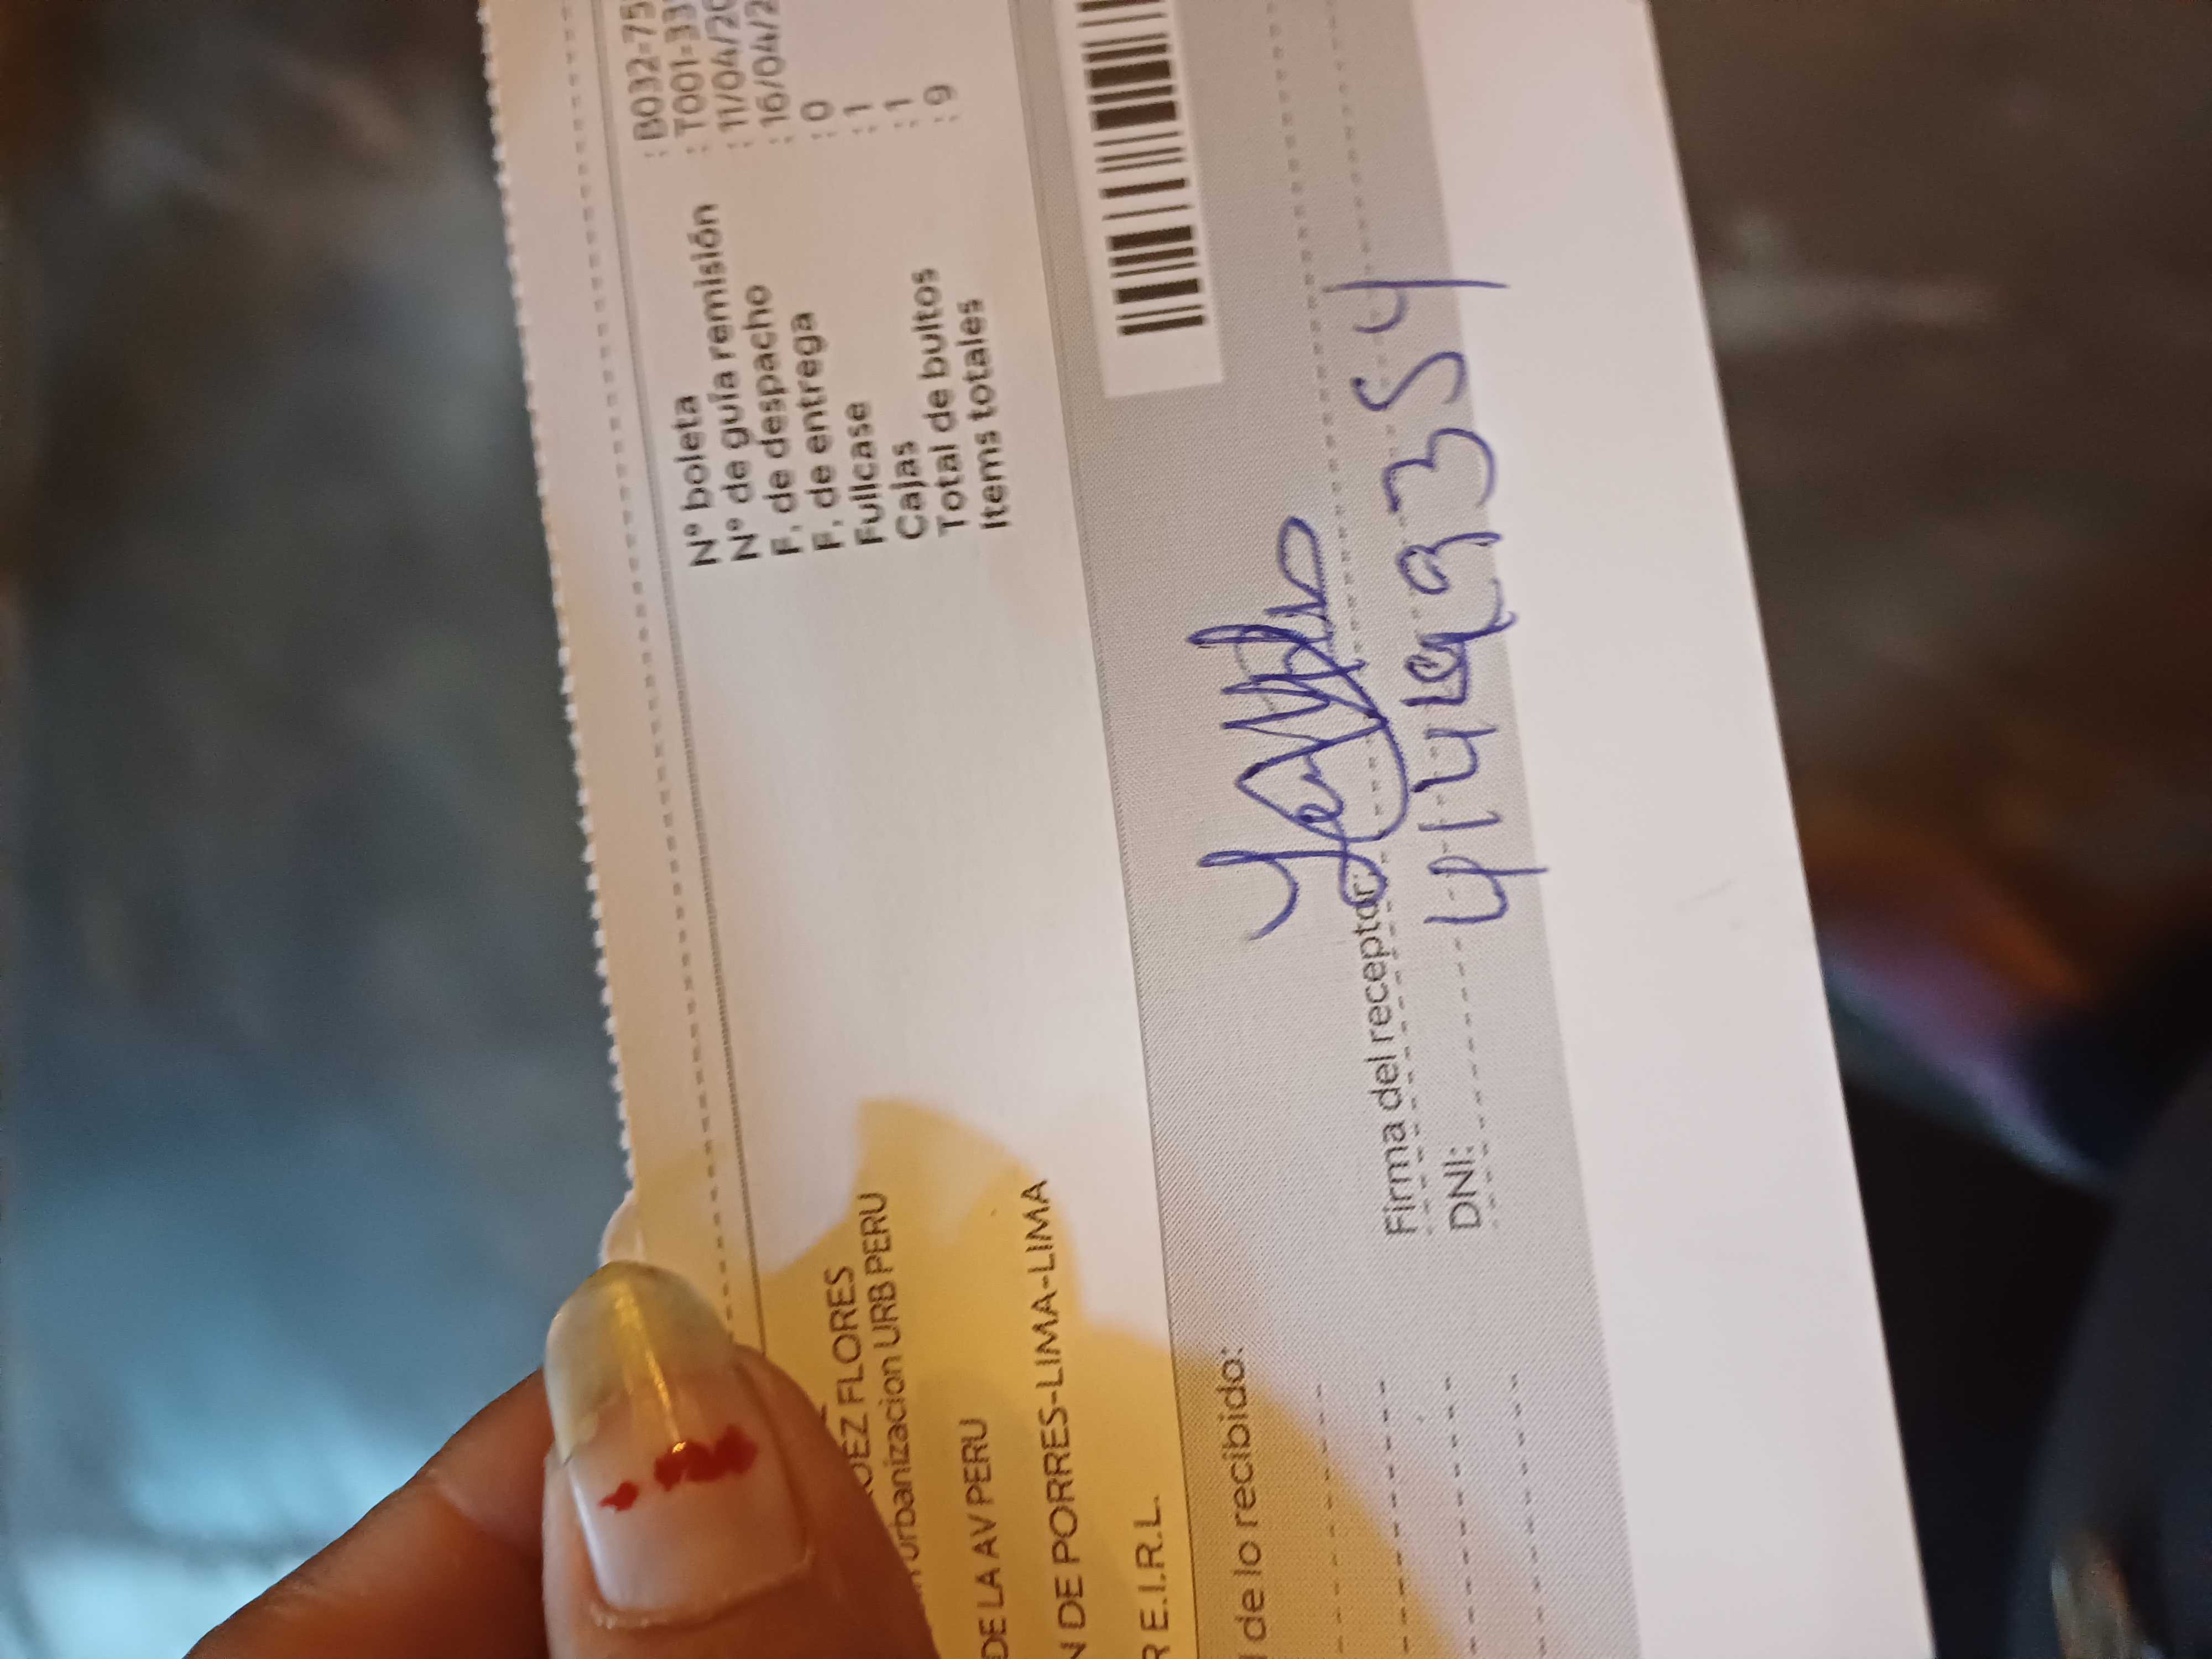 Nº boleta : B032-75
Nº de guía remisión : T001-33
F. de despacho : 11/04/20
F. de entrega : 16/04/2
Fullcase : 0
Cajas : 1
Total de bultos : 1
Items totales : 9
DEZ FLORES
urbanizacion URB PERU
DE LA AV PERU
N DE PORRES-LIMA-LIMA
R E.I.R.L.
de lo recibido:
Firma del receptor:
DNI: